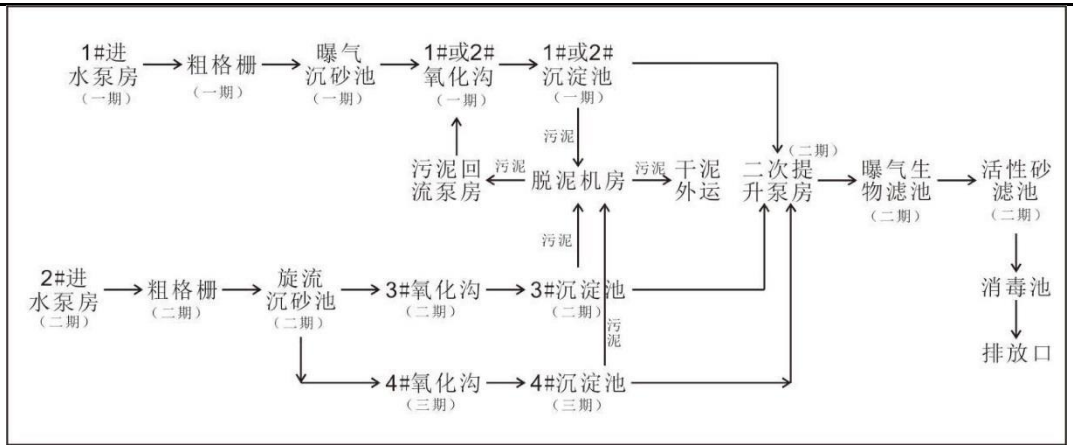 1#进
水泵房
（一期）
粗格栅
（一期）
曝气
沉砂池
（一期）
1#或2#
氧化沟
（一期）
1#或2#
沉淀池
（一期）
污泥
污泥回
流泵房
污泥
脱泥机房
污泥
干泥
外运
（二期）
二次提
升泵房
曝气生
物滤池
（二期）
活性砂
滤池
（二期）
污泥
2#进
水泵房
（二期）
粗格栅
（二期）
旋流
沉砂池
（二期）
3#氧化沟
（二期）
3#沉淀池
（二期）
污
泥
消毒池
排放口
4#氧化沟
（三期）
4#沉淀池
（三期）